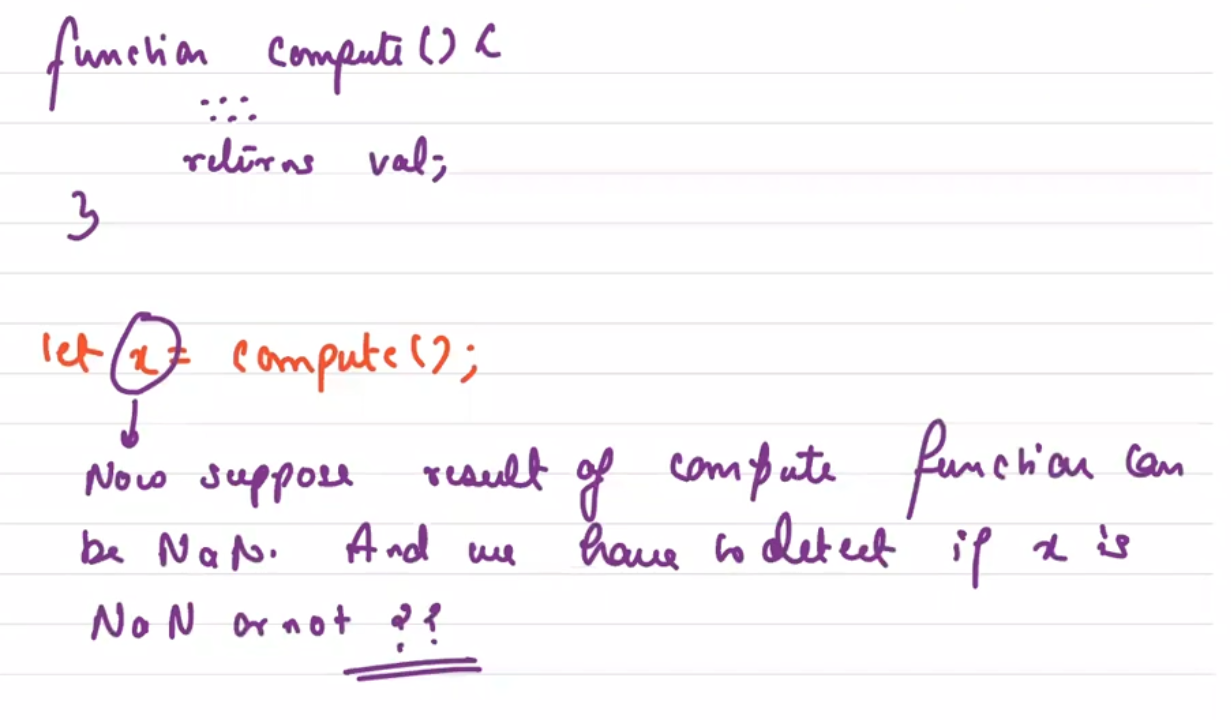 function compute() {
returns val;
}
let x = compute();
Now suppose result of compute function can
be NaN. And we have to detect if x is
NaN or not ??